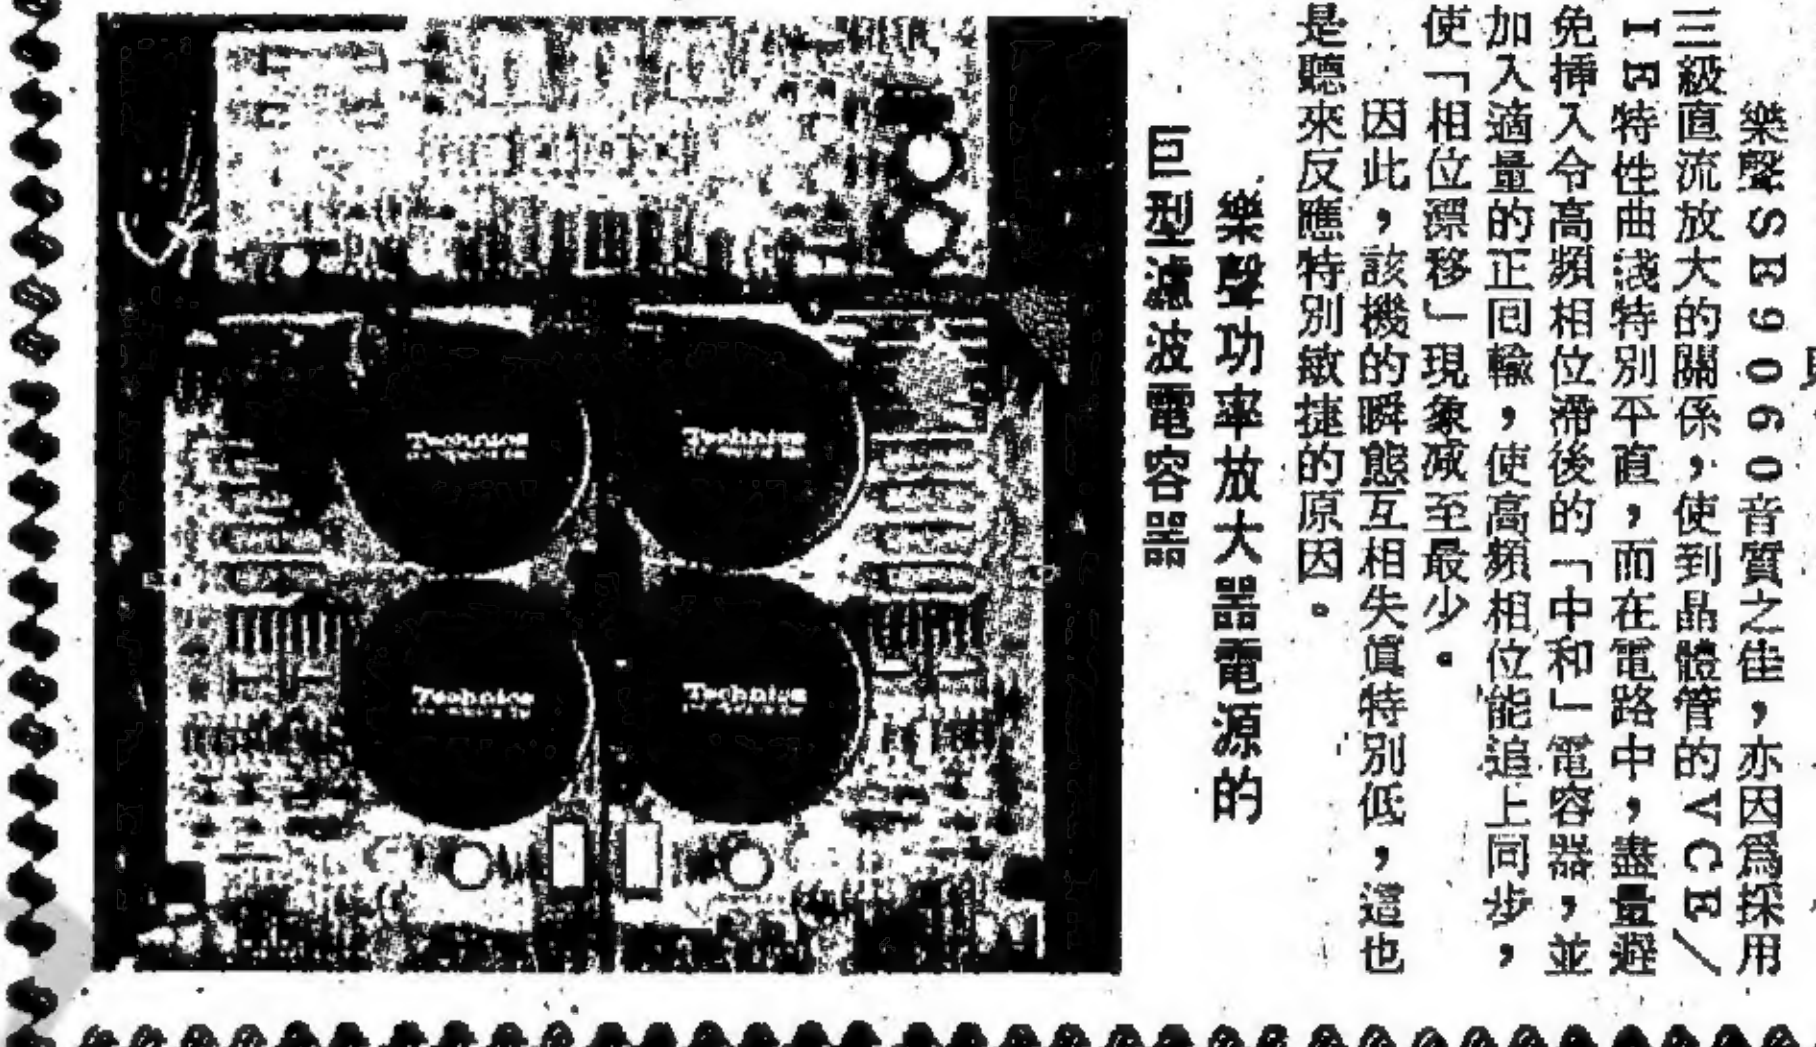 樂聲SE9060音質之佳，亦因爲採用
三級直流放大的關係，使到晶體管的VCE/
IE特性曲綫特別平直，而在電路中，盡量避
免揷入令高頻相位滯後的「中和」電容器，並
加入適量的正回輸，使高頻相位能追上同步，
使「相位漂移」現象减至最少。
因此，該機的瞬態互相失眞特別低，這也
是聽來反應特別敏捷的原因。
樂聲功率放大器電源的
巨型濾波電容器
Technics
Technics
Technics
Technics